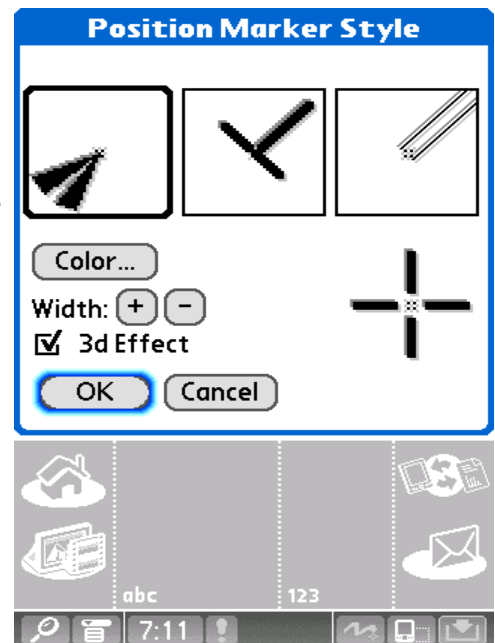 Position Marker Style
Color...
Width: + -
3d Effect
OK Cancel
abc 123
7:11